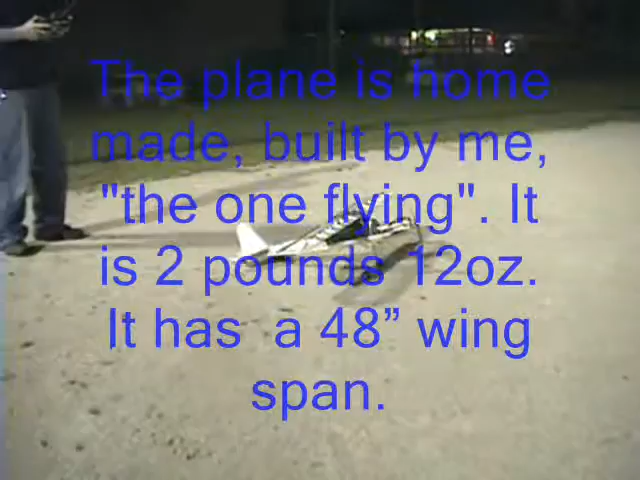 The plane is home
made, built by me,
"the one flying". It
is 2 pounds 12oz.
It has  a 48” wing
span.